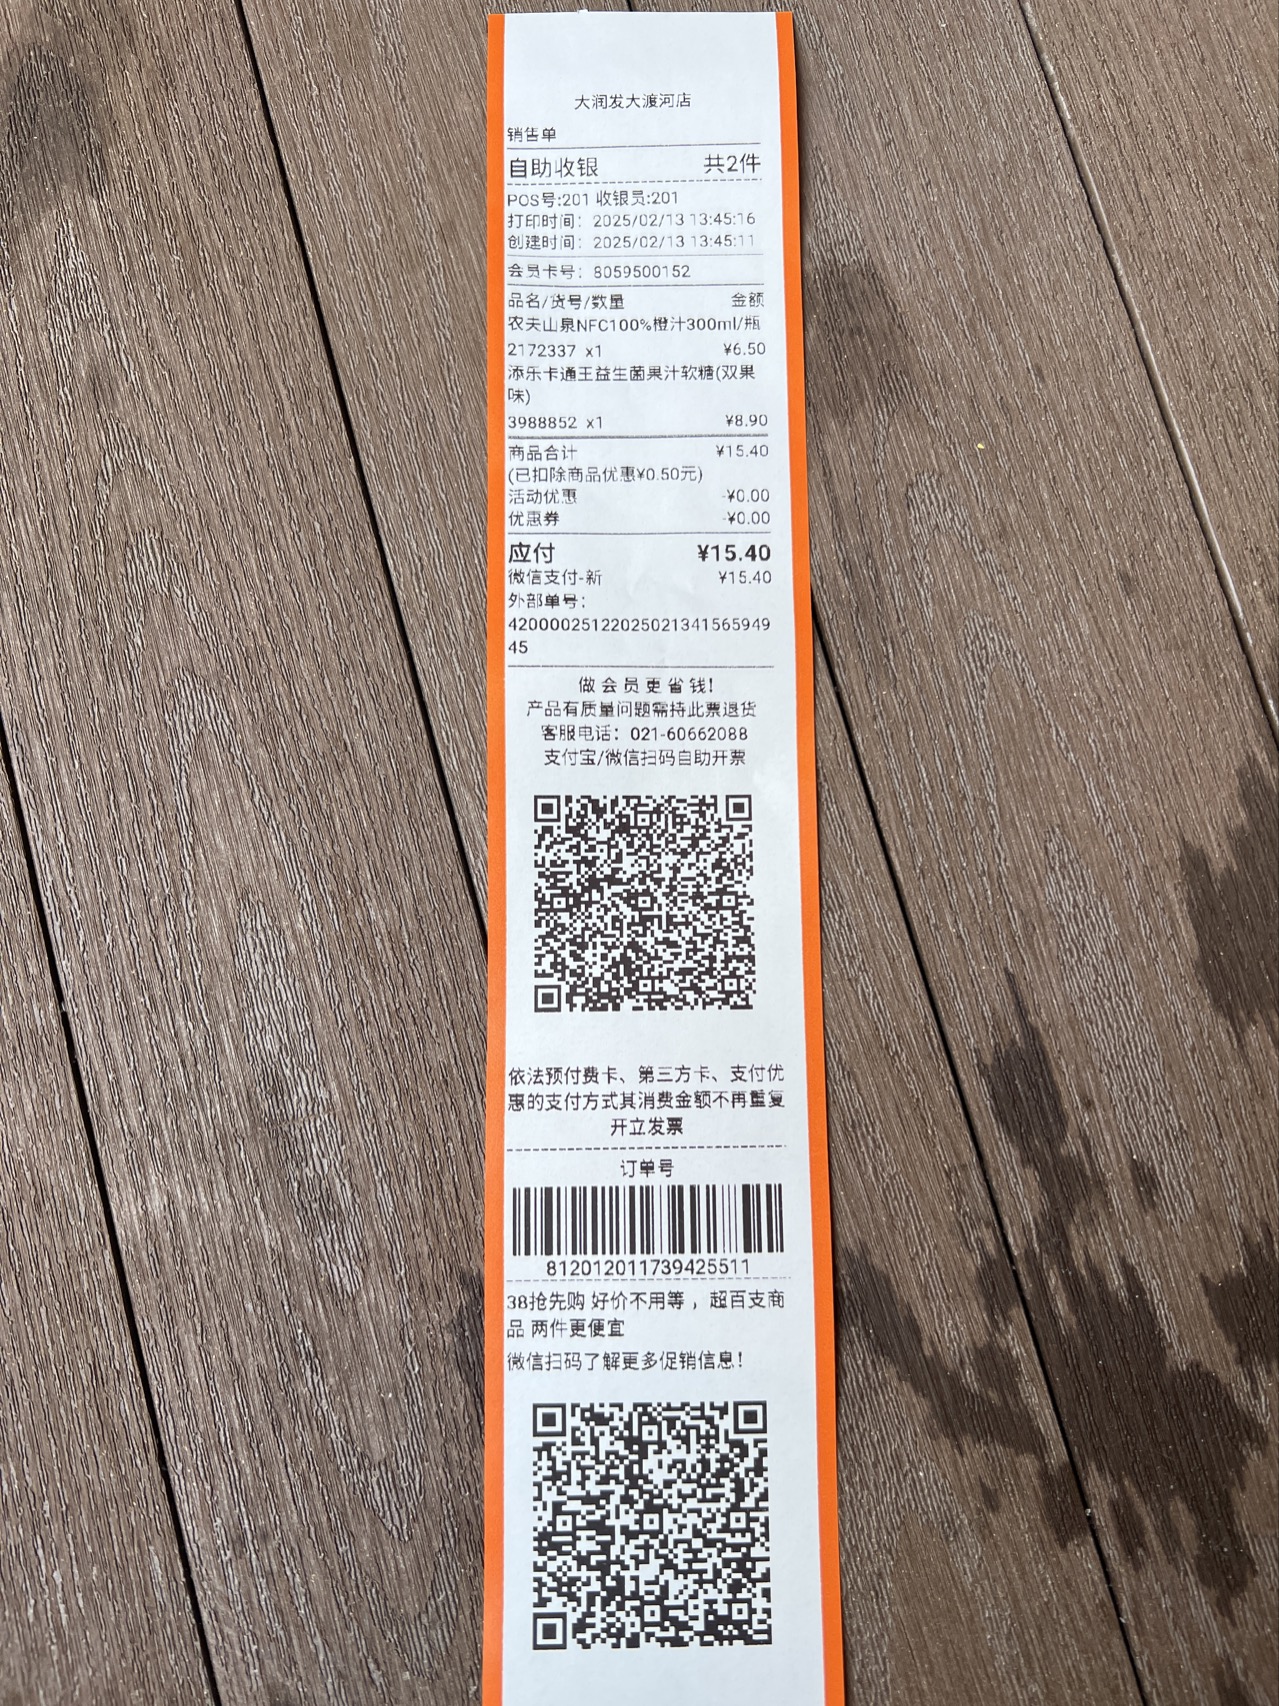 大润发大渡河店
销售单
自助收银 共2件
POS号:201 收银员:201
打印时间：2025/02/13 13:45:16
创建时间：2025/02/13 13:45:11
会员卡号：8059500152
品名/货号/数量 金额
农夫山泉NFC100%橙汁300ml/瓶
2172337 x1 ¥6.50
添乐卡通王益生菌果汁软糖(双果
味)
3988852 x1 ¥8.90
商品合计 ¥15.40
(已扣除商品优惠¥0.50元)
活动优惠 -¥0.00
优惠券 -¥0.00
应付 ¥15.40
微信支付-新 ¥15.40
外部单号：
42000025122025021341565949
45
做会员更省钱!
产品有质量问题需持此票退货
客服电话：021-60662088
支付宝/微信扫码自助开票
依法预付费卡、第三方卡、支付优
惠的支付方式其消费金额不再重复
开立发票
订单号
812012011739425511
38抢先购 好价不用等，超百支商
品 两件更便宜
微信扫码了解更多促销信息！